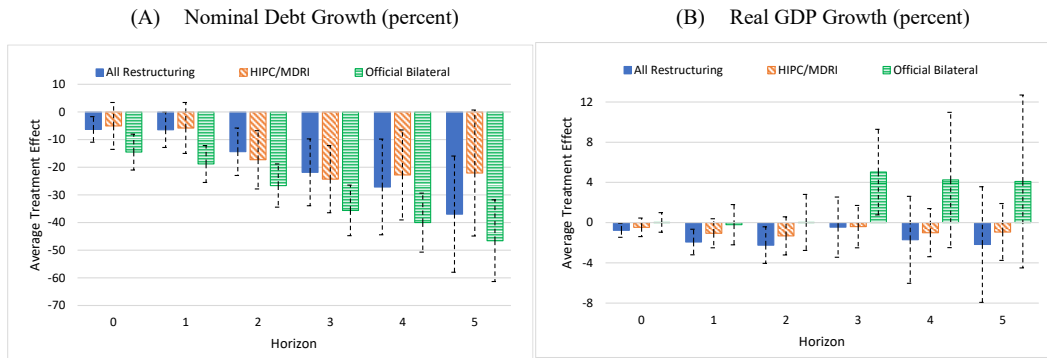 (A) Nominal Debt Growth (percent)
All Restructuring HIPC/MDRI Official Bilateral
10
0
-10
-20
-30
-40
-50
-60
-70
Average Treatment Effect
0 1 2 3 4 5
Horizon
(B) Real GDP Growth (percent)
All Restructuring HIPC/MDRI Official Bilateral
12
8
4
0
-4
-8
Average Treatment Effect
0 1 2 3 4 5
Horizon